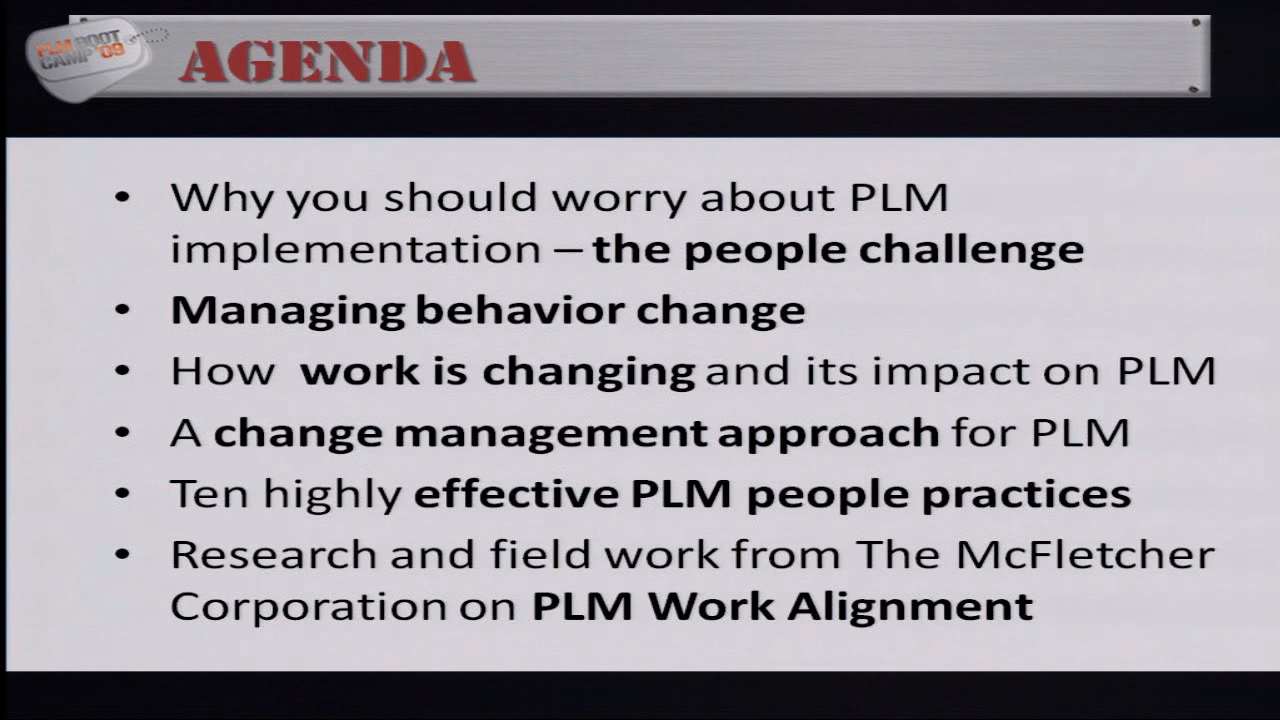 PLM BOOT
CAMP '09
AGENDA
• Why you should worry about PLM
implementation – the people challenge
• Managing behavior change
• How work is changing and its impact on PLM
• A change management approach for PLM
• Ten highly effective PLM people practices
• Research and field work from The McFletcher
Corporation on PLM Work Alignment